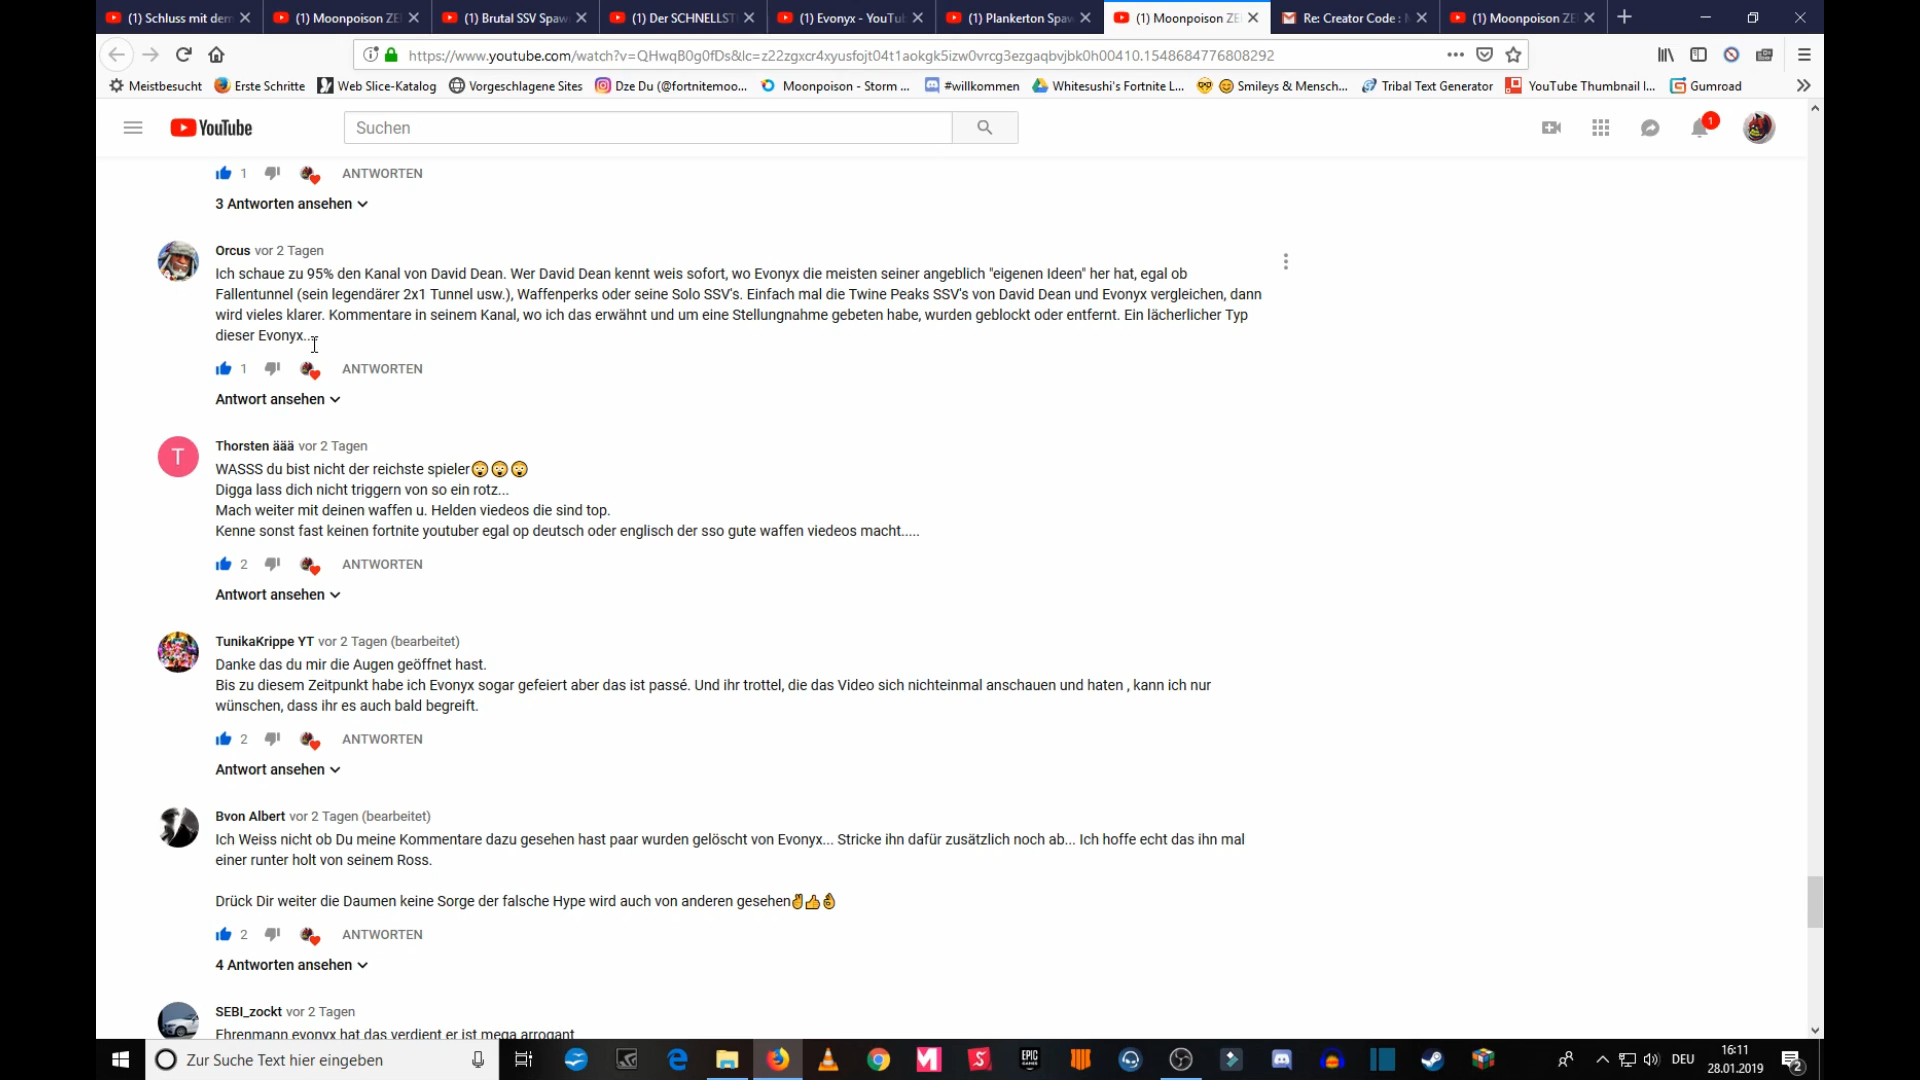 (1) Schluss mit dem
(1) Moonpoison ZE
(1) Brutal SSV Spaw
(1) Der SCHNELLST
(1) Evonyx - YouTu
(1) Plankerton Spaw
(1) Moonpoison ZE
Re: Creator Code :
(1) Moonpoison ZE
https://www.youtube.com/watch?v=QHwqB0g0fDs&lc=z22zgxcr4xyusfojt04t1aokgk5izw0vrcg3ezgaqbvjbk0h00410.1548684776808292
Meistbesucht
Erste Schritte
Web Slice-Katalog
Vorgeschlagene Sites
Dze Du (@fortnitemoo...
Moonpoison - Storm ...
#willkommen
Whitesushi's Fortnite L...
Smileys & Mensch...
Tribal Text Generator
YouTube Thumbnail I...
Gumroad
YouTube
Suchen
1
1 ANTWORTEN
3 Antworten ansehen
Orcus vor 2 Tagen
Ich schaue zu 95% den Kanal von David Dean. Wer David Dean kennt weis sofort, wo Evonyx die meisten seiner angeblich "eigenen Ideen" her hat, egal ob
Fallentunnel (sein legendärer 2x1 Tunnel usw.), Waffenperks oder seine Solo SSV's. Einfach mal die Twine Peaks SSV's von David Dean und Evonyx vergleichen, dann
wird vieles klarer. Kommentare in seinem Kanal, wo ich das erwähnt und um eine Stellungnahme gebeten habe, wurden geblockt oder entfernt. Ein lächerlicher Typ
dieser Evonyx...
1 ANTWORTEN
Antwort ansehen
T
Thorsten äää vor 2 Tagen
WASSS du bist nicht der reichste spieler😲😲😲
Digga lass dich nicht triggern von so ein rotz...
Mach weiter mit deinen waffen u. Helden viedeos die sind top.
Kenne sonst fast keinen fortnite youtuber egal op deutsch oder englisch der sso gute waffen viedeos macht.....
2 ANTWORTEN
Antwort ansehen
TunikaKrippe YT vor 2 Tagen (bearbeitet)
Danke das du mir die Augen geöffnet hast.
Bis zu diesem Zeitpunkt habe ich Evonyx sogar gefeiert aber das ist passé. Und ihr trottel, die das Video sich nichteinmal anschauen und haten , kann ich nur
wünschen, dass ihr es auch bald begreift.
2 ANTWORTEN
Antwort ansehen
Bvon Albert vor 2 Tagen (bearbeitet)
Ich Weiss nicht ob Du meine Kommentare dazu gesehen hast paar wurden gelöscht von Evonyx... Stricke ihn dafür zusätzlich noch ab... Ich hoffe echt das ihn mal
einer runter holt von seinem Ross.
Drück Dir weiter die Daumen keine Sorge der falsche Hype wird auch von anderen gesehen✌👍👌
2 ANTWORTEN
4 Antworten ansehen
SEBI_zockt vor 2 Tagen
Ehrenmann evonyx hat das verdient er ist mega arrogant
Zur Suche Text hier eingeben
EPIC
DEU
16:11
28.01.2019
2